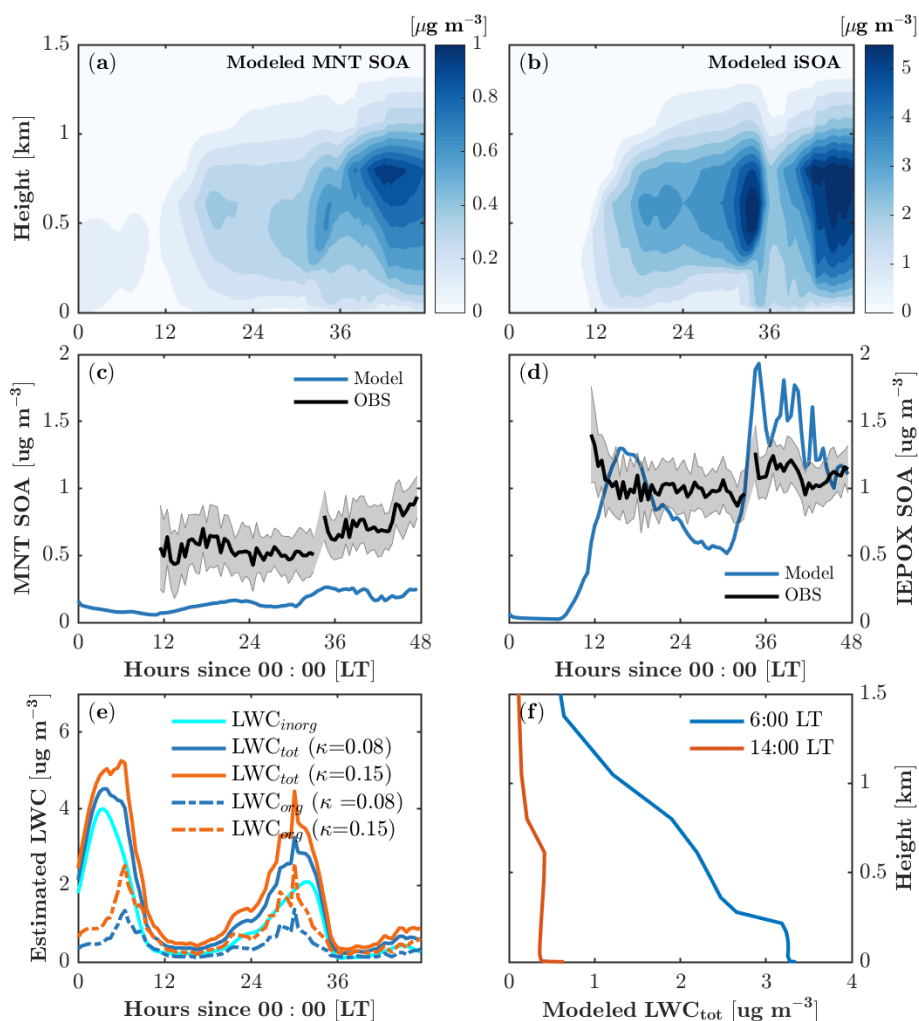 [μg m⁻³]
[μg m⁻³]
(a) Modeled MNT SOA
(b) Modeled iSOA
Height [km]
1.5
1
0.5
0
0 12 24 36
1
0.8
0.6
0.4
0.2
0
0 12 24 36
5
4
3
2
1
0
(c)
Model
OBS
MNT SOA [ug m⁻³]
2
1.5
1
0.5
0
0 12 24 36 48
Hours since 00 : 00 [LT]
(d)
Model
OBS
IEPOX SOA [ug m⁻³]
2
1.5
1
0.5
0
0 12 24 36 48
Hours since 00 : 00 [LT]
(e)
LWC_inorg
LWC_tot (κ=0.08)
LWC_tot (κ=0.15)
LWC_org (κ =0.08)
LWC_org (κ=0.15)
Estimated LWC [ug m⁻³]
6
4
2
0
0 12 24 36
Hours since 00 : 00 [LT]
(f)
6:00 LT
14:00 LT
Height [km]
1.5
1
0.5
0
0 1 2 3 4
Modeled LWC_tot [ug m⁻³]